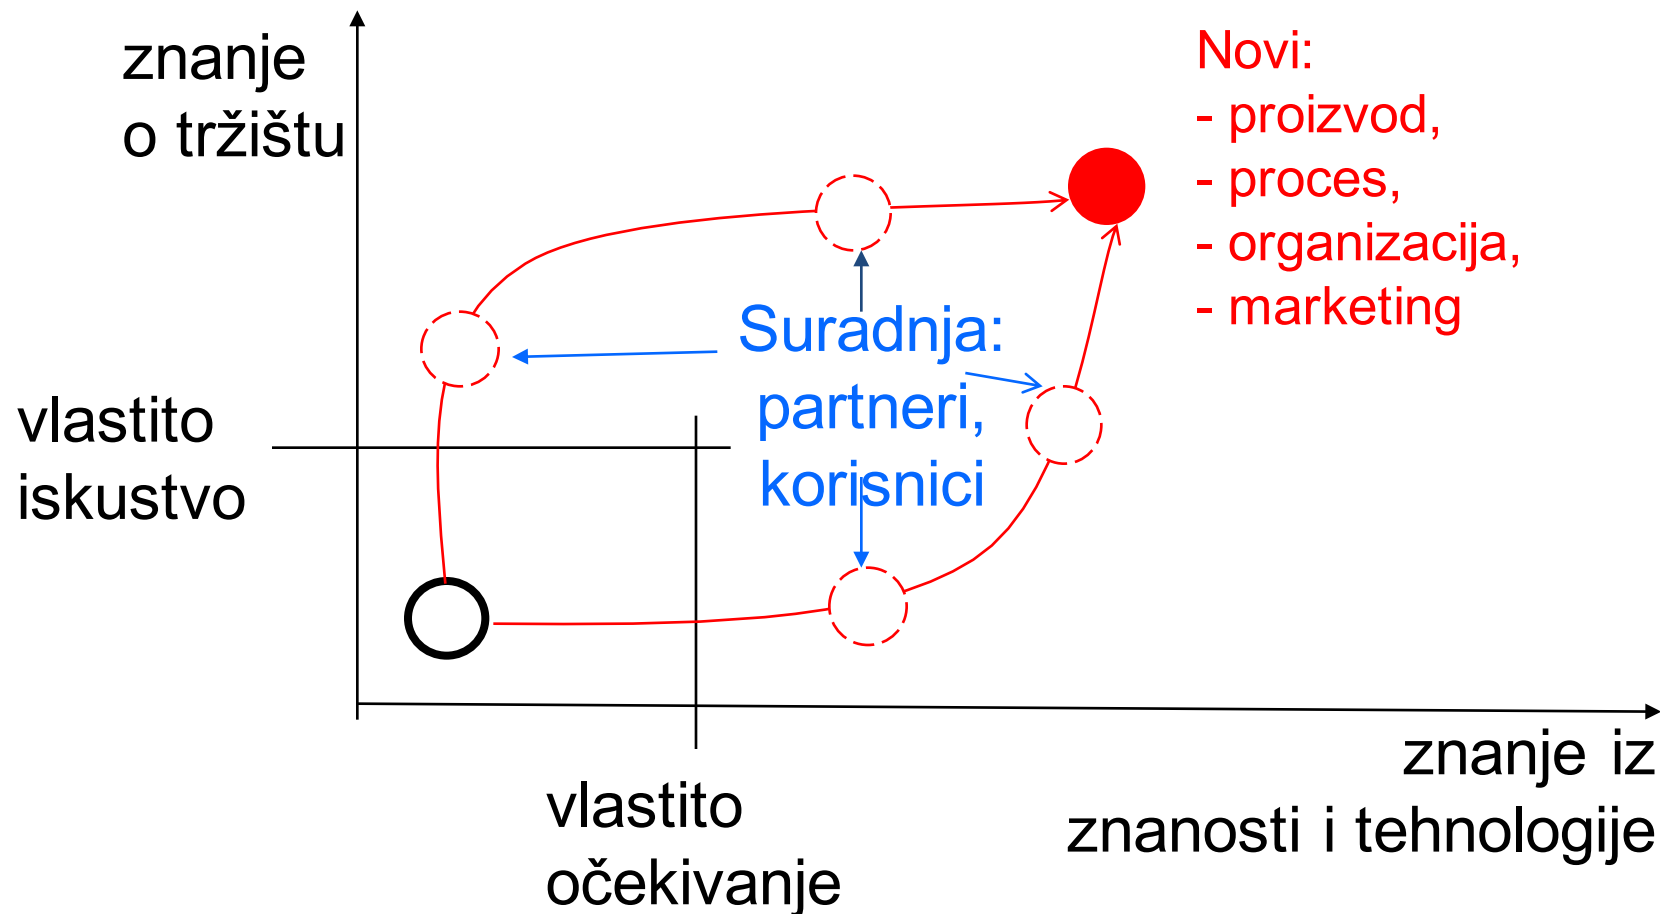 znanje
o tržištu
Novi:
- proizvod,
- proces,
- organizacija,
- marketing
Suradnja:
partneri,
korisnici
vlastito
iskustvo
znanje iz
znanosti i tehnologije
vlastito
očekivanje